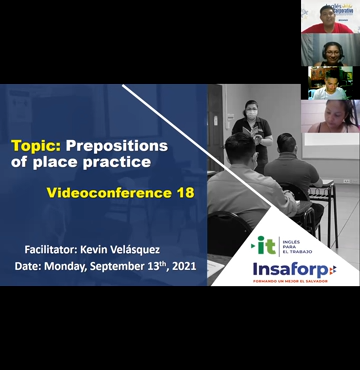 Topic: Prepositions
of place practice
Videoconference 18
Facilitator: Kevin Velásquez
Date: Monday, September 13th, 2021
it
INGLÉS
PARA
EL TRABAJO
Insaforp
FORMANDO UN MEJOR EL SALVADOR